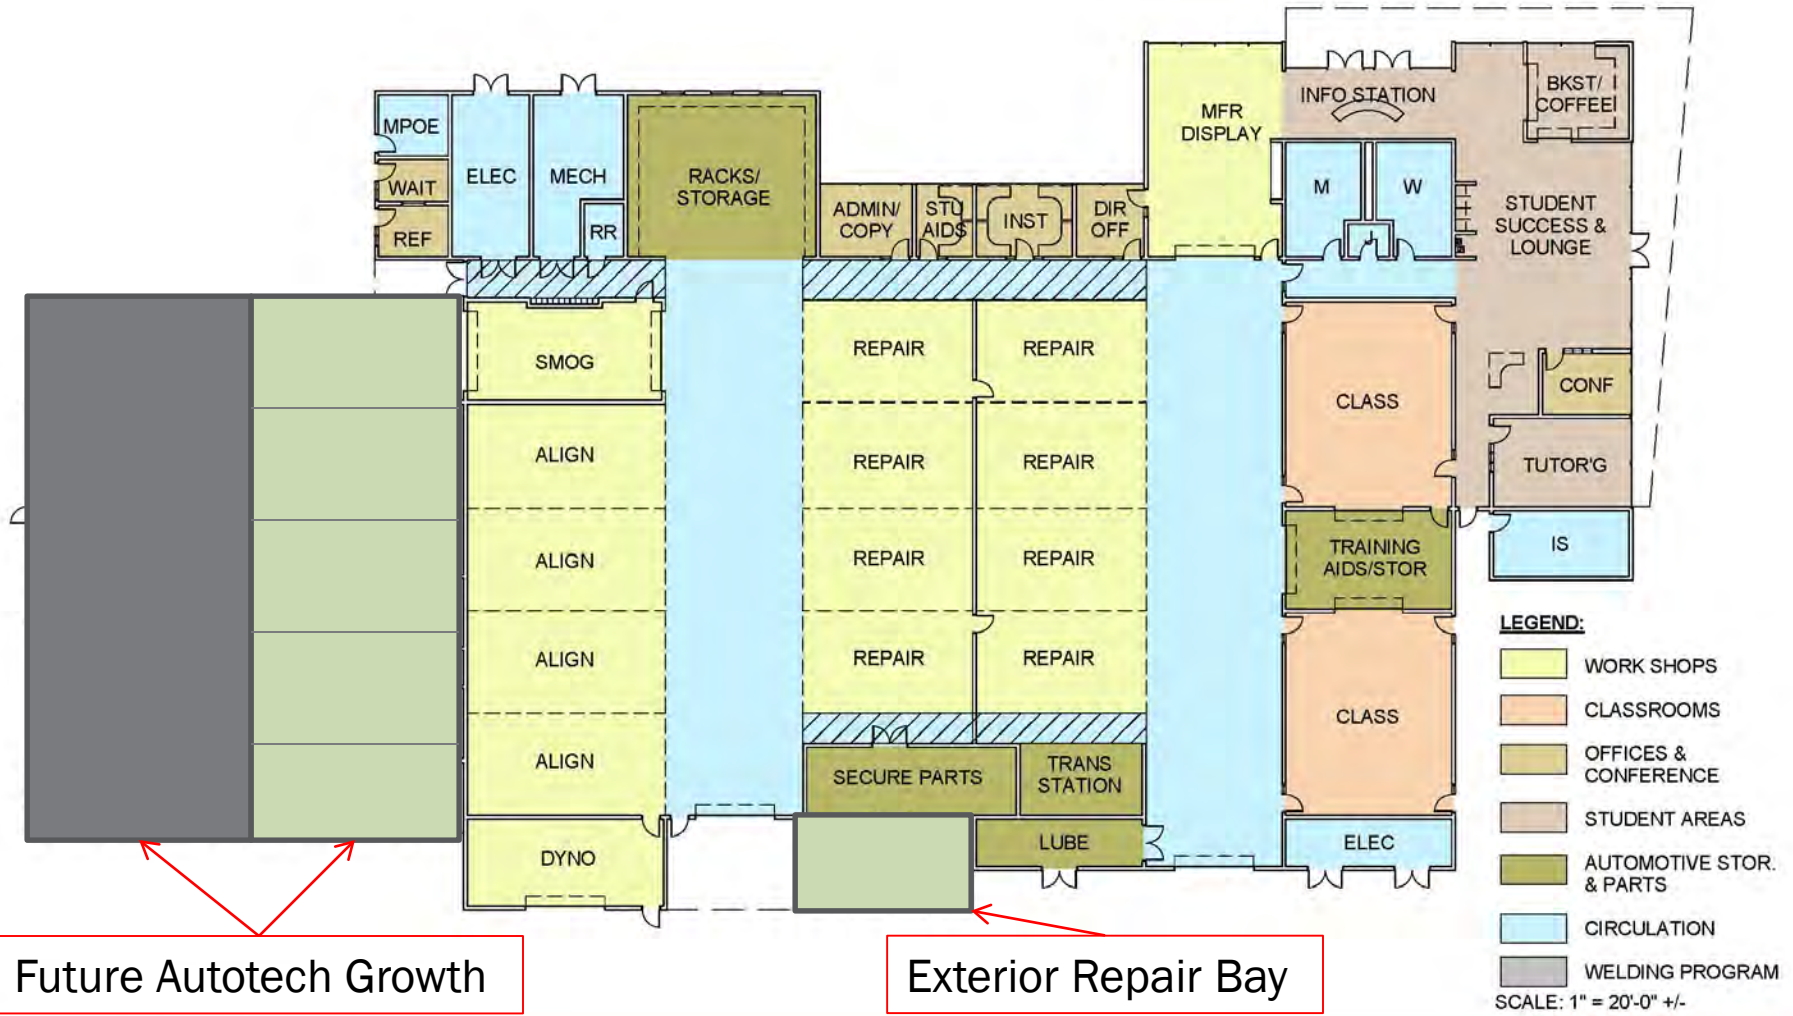 MPOE
WAIT
REF
ELEC
MECH
RR
RACKS/
STORAGE
ADMIN/
COPY
STU
AIDS
INST
DIR
OFF
MFR
DISPLAY
INFO STATION
BKST/
COFFEE
M
W
J
STUDENT
SUCCESS &
LOUNGE
CONF
TUTOR'G
IS
SMOG
ALIGN
ALIGN
ALIGN
ALIGN
DYNO
REPAIR
REPAIR
REPAIR
REPAIR
REPAIR
REPAIR
REPAIR
REPAIR
SECURE PARTS
TRANS
STATION
LUBE
CLASS
TRAINING
AIDS/STOR
CLASS
ELEC
LEGEND:
WORK SHOPS
CLASSROOMS
OFFICES &
CONFERENCE
STUDENT AREAS
AUTOMOTIVE STOR.
& PARTS
CIRCULATION
WELDING PROGRAM
SCALE: 1" = 20'-0" +/-
Future Autotech Growth
Exterior Repair Bay